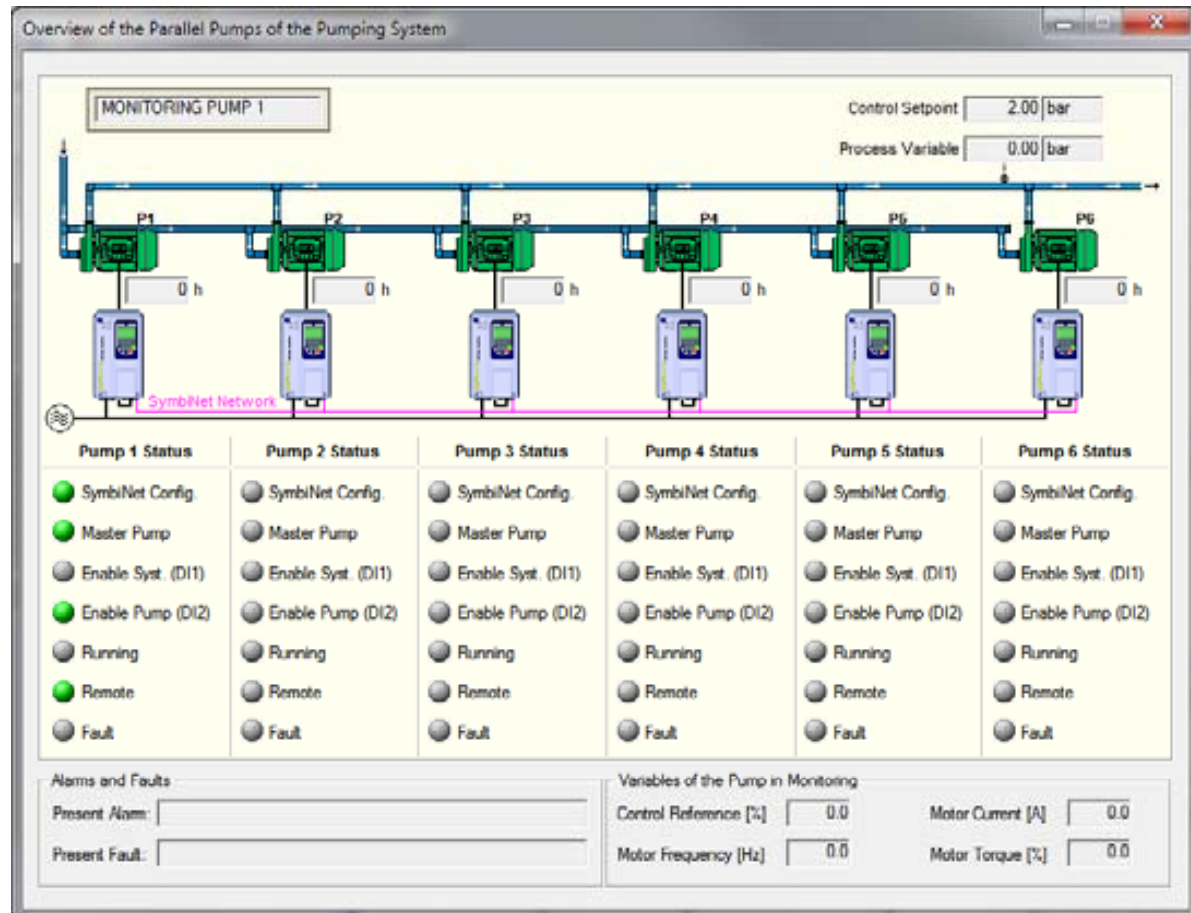 Overview of the Parallel Pumps of the Pumping System
MONITORING PUMP 1
Control Setpoint 2.00 bar
Process Variable 0.00 bar
P1 P2 P3 P4 P5 P6
0 h 0 h 0 h 0 h 0 h 0 h
SymbiNet Network
Pump 1 Status Pump 2 Status Pump 3 Status Pump 4 Status Pump 5 Status Pump 6 Status
SymbiNet Config. SymbiNet Config. SymbiNet Config. SymbiNet Config. SymbiNet Config. SymbiNet Config.
Master Pump Master Pump Master Pump Master Pump Master Pump Master Pump
Enable Syst. (DI1) Enable Syst. (DI1) Enable Syst. (DI1) Enable Syst. (DI1) Enable Syst. (DI1) Enable Syst. (DI1)
Enable Pump (DI2) Enable Pump (DI2) Enable Pump (DI2) Enable Pump (DI2) Enable Pump (DI2) Enable Pump (DI2)
Running Running Running Running Running Running
Remote Remote Remote Remote Remote Remote
Fault Fault Fault Fault Fault Fault
Alarms and Faults Variables of the Pump in Monitoring
Present Alarm: Control Reference [%] 0.0 Motor Current [A] 0.0
Present Fault: Motor Frequency [Hz] 0.0 Motor Torque [%] 0.0